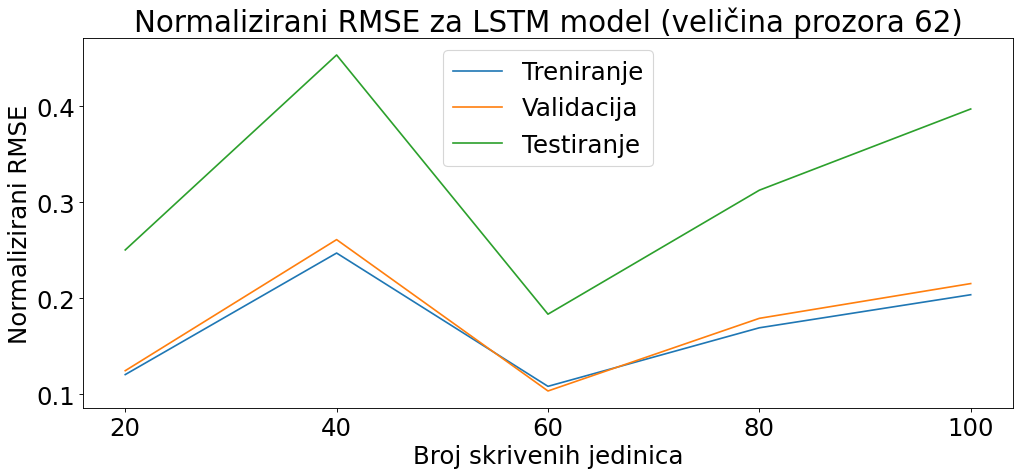 Normalizirani RMSE za LSTM model (veličina prozora 62)
Treniranje
Validacija
Testiranje
Normalizirani RMSE
0.4
0.3
0.2
0.1
20 40 60 80 100
Broj skrivenih jedinica